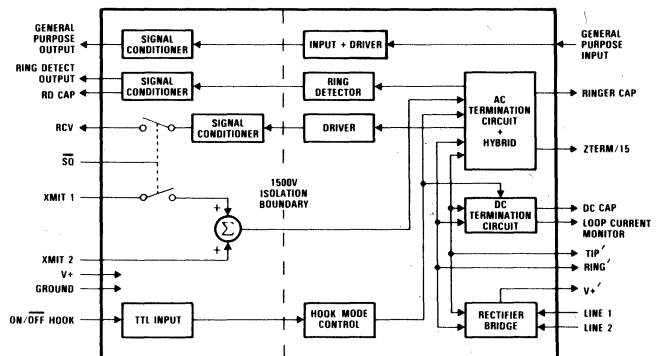 GENERAL
PURPOSE
OUTPUT
SIGNAL
CONDITIONER
INPUT + DRIVER
GENERAL
PURPOSE
INPUT
RING DETECT
OUTPUT
RD CAP
SIGNAL
CONDITIONER
RING
DETECTOR
AC
TERMINATION
CIRCUIT
+
HYBRID
RINGER CAP
RCV
SIGNAL
CONDITIONER
DRIVER
ZTERM/15
SQ
1500V
ISOLATION
BOUNDARY
XMIT 1
+
Σ
+
DC
TERMINATION
CIRCUIT
DC CAP
LOOP CURRENT
MONITOR
XMIT 2
V+
GROUND
TIP′
RING′
V+′
ON/OFF HOOK
TTL INPUT
HOOK MODE
CONTROL
RECTIFIER
BRIDGE
LINE 1
LINE 2